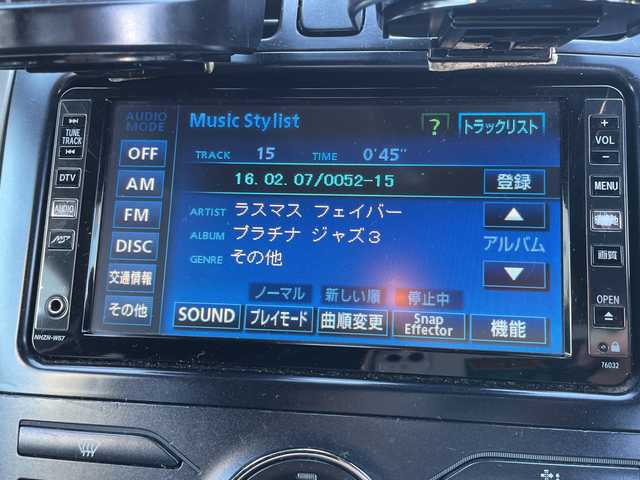 AUDIO MODE
Music Stylist
?
トラックリスト
OFF
TRACK 15 TIME 0'45"
AM
16. 02. 07/0052-15
登録
FM
ARTIST ラスマス フェイバー
ALBUM プラチナ ジャズ3
アルバム
DISC
GENRE その他
交通情報
ノーマル 新しい順 停止中
その他
SOUND
プレイモード
曲順変更
Snap Effector
機能
TUNE TRACK
DTV
AUDIO
NHZN-W57
+
VOL
-
MENU
画質
OPEN
76032